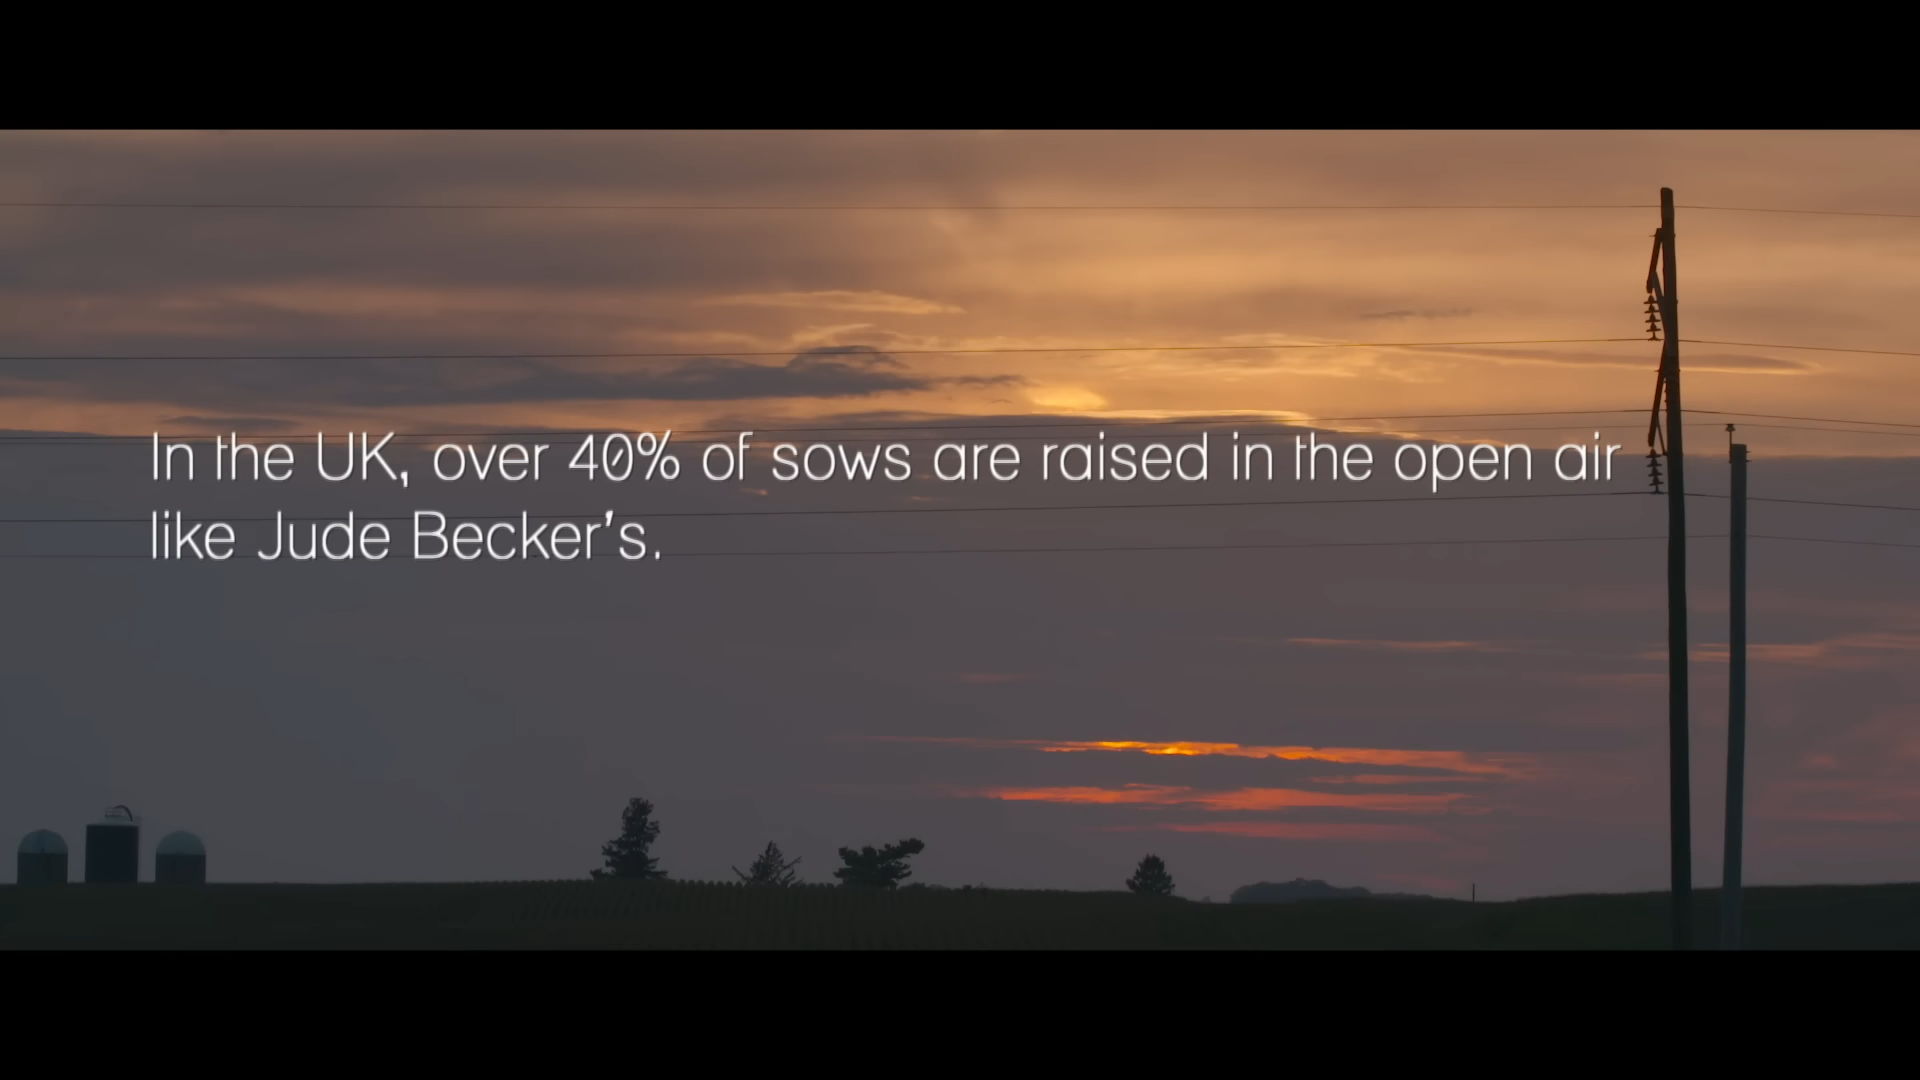 In the UK, over 40% of sows are raised in the open air
like Jude Becker's.